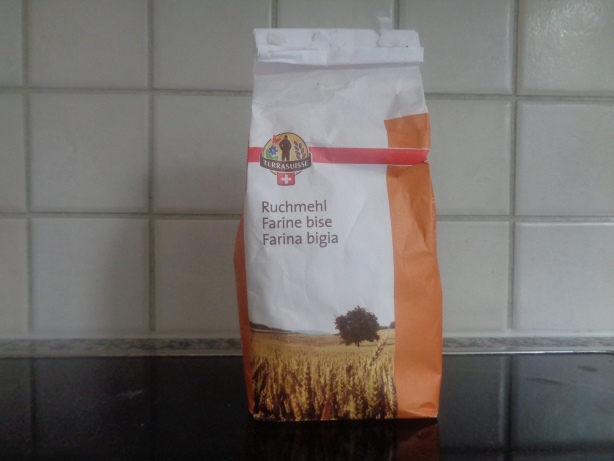 TERRASUISSE
Ruchmehl
Farine bise
Farina bigia